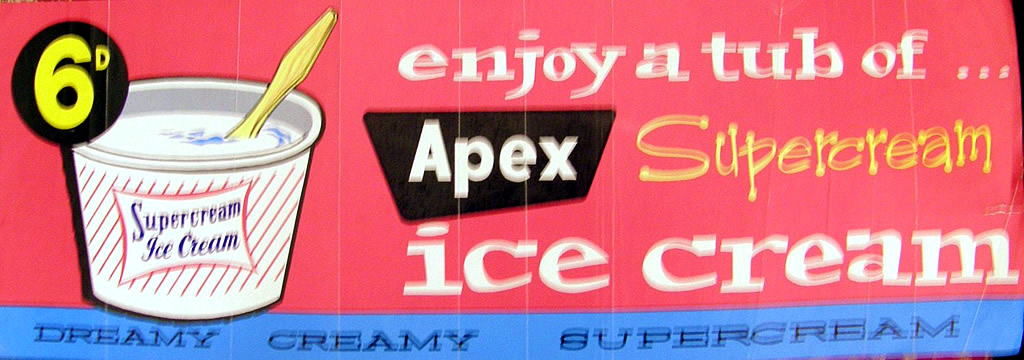 6D
enjoy a tub of ...
Apex Supercream
ice cream
Supercream
Ice Cream
DREAMY CREAMY SUPERCREAM